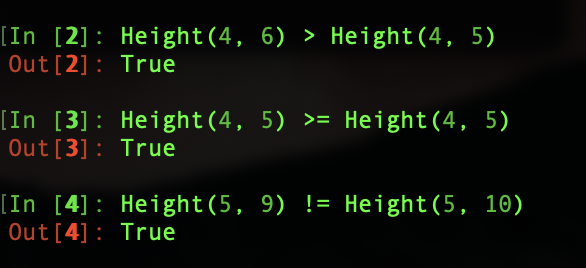 [In [2]: Height(4, 6) > Height(4, 5)
Out[2]: True
[In [3]: Height(4, 5) >= Height(4, 5)
Out[3]: True
[In [4]: Height(5, 9) != Height(5, 10)
Out[4]: True